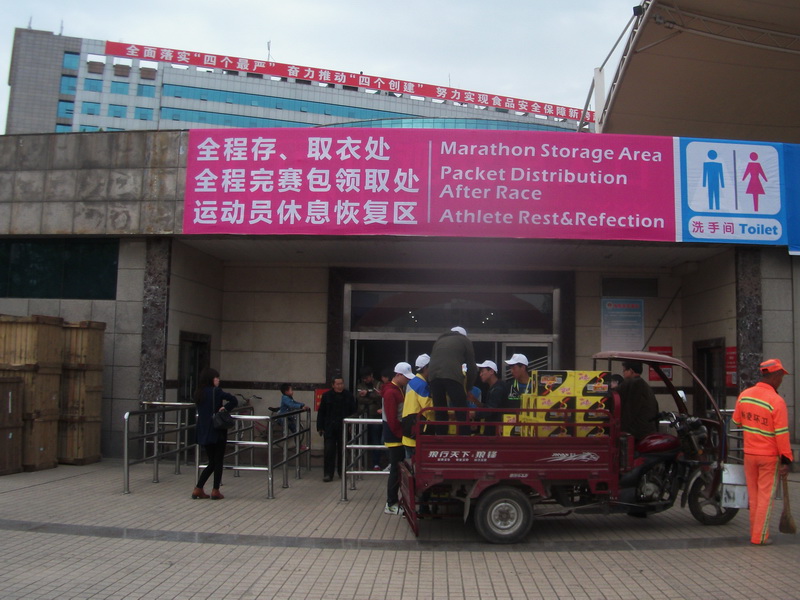 全面落实“四个最严” 奋力推动“四个创建” 努力实现食品安全保障新
全程存、取衣处
全程完赛包领取处
运动员休息恢复区
Marathon Storage Area
Packet Distribution
After Race
Athlete Rest&Refection
洗手间 Toilet